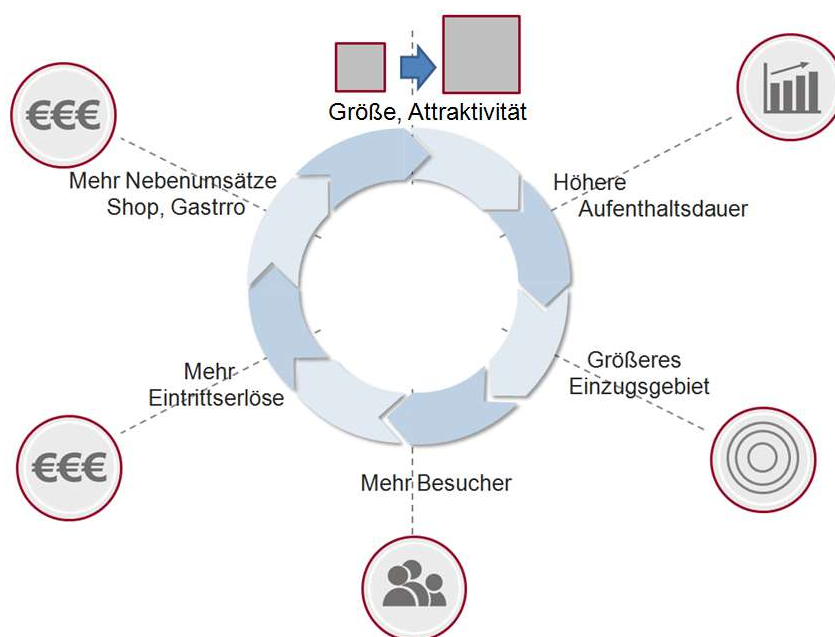 Größe, Attraktivität
€€€
Mehr Nebenumsätze
Shop, Gastrro
Höhere
Aufenthaltsdauer
Größeres
Einzugsgebiet
Mehr
Eintrittserlöse
€€€
Mehr Besucher